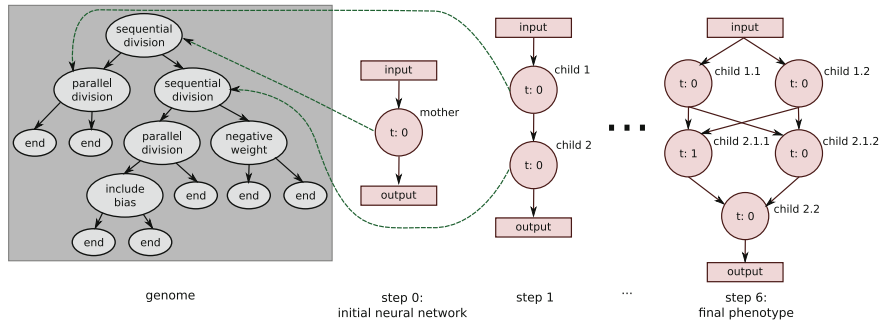 sequential
division
parallel
division
sequential
division
end
end
parallel
division
negative
weight
include
bias
end
end
end
end
end
genome
input
mother
t: 0
output
step 0:
initial neural network
input
child 1
t: 0
child 2
t: 0
output
step 1
...
...
input
child 1.1
child 1.2
t: 0
t: 0
child 2.1.1
child 2.1.2
t: 1
t: 0
t: 0
child 2.2
output
step 6:
final phenotype